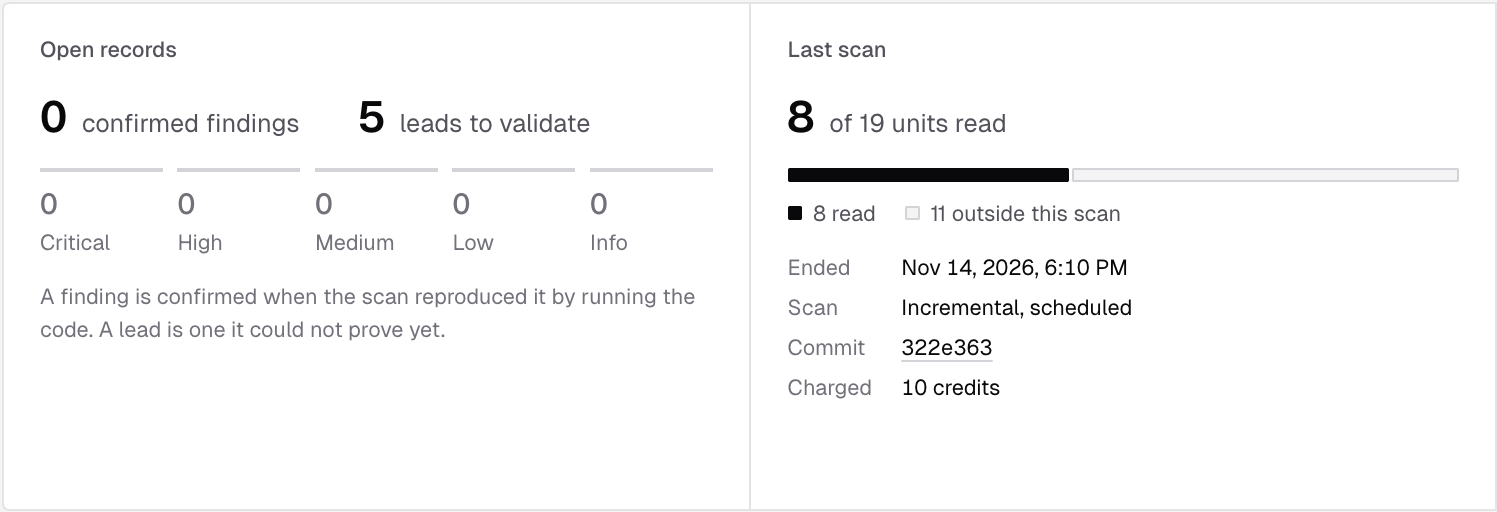 Open records
0 confirmed findings
5 leads to validate
0
Critical
0
High
0
Medium
0
Low
0
Info
A finding is confirmed when the scan reproduced it by running the
code. A lead is one it could not prove yet.
Last scan
8 of 19 units read
8 read
11 outside this scan
Ended Nov 14, 2026, 6:10 PM
Scan Incremental, scheduled
Commit 322e363
Charged 10 credits